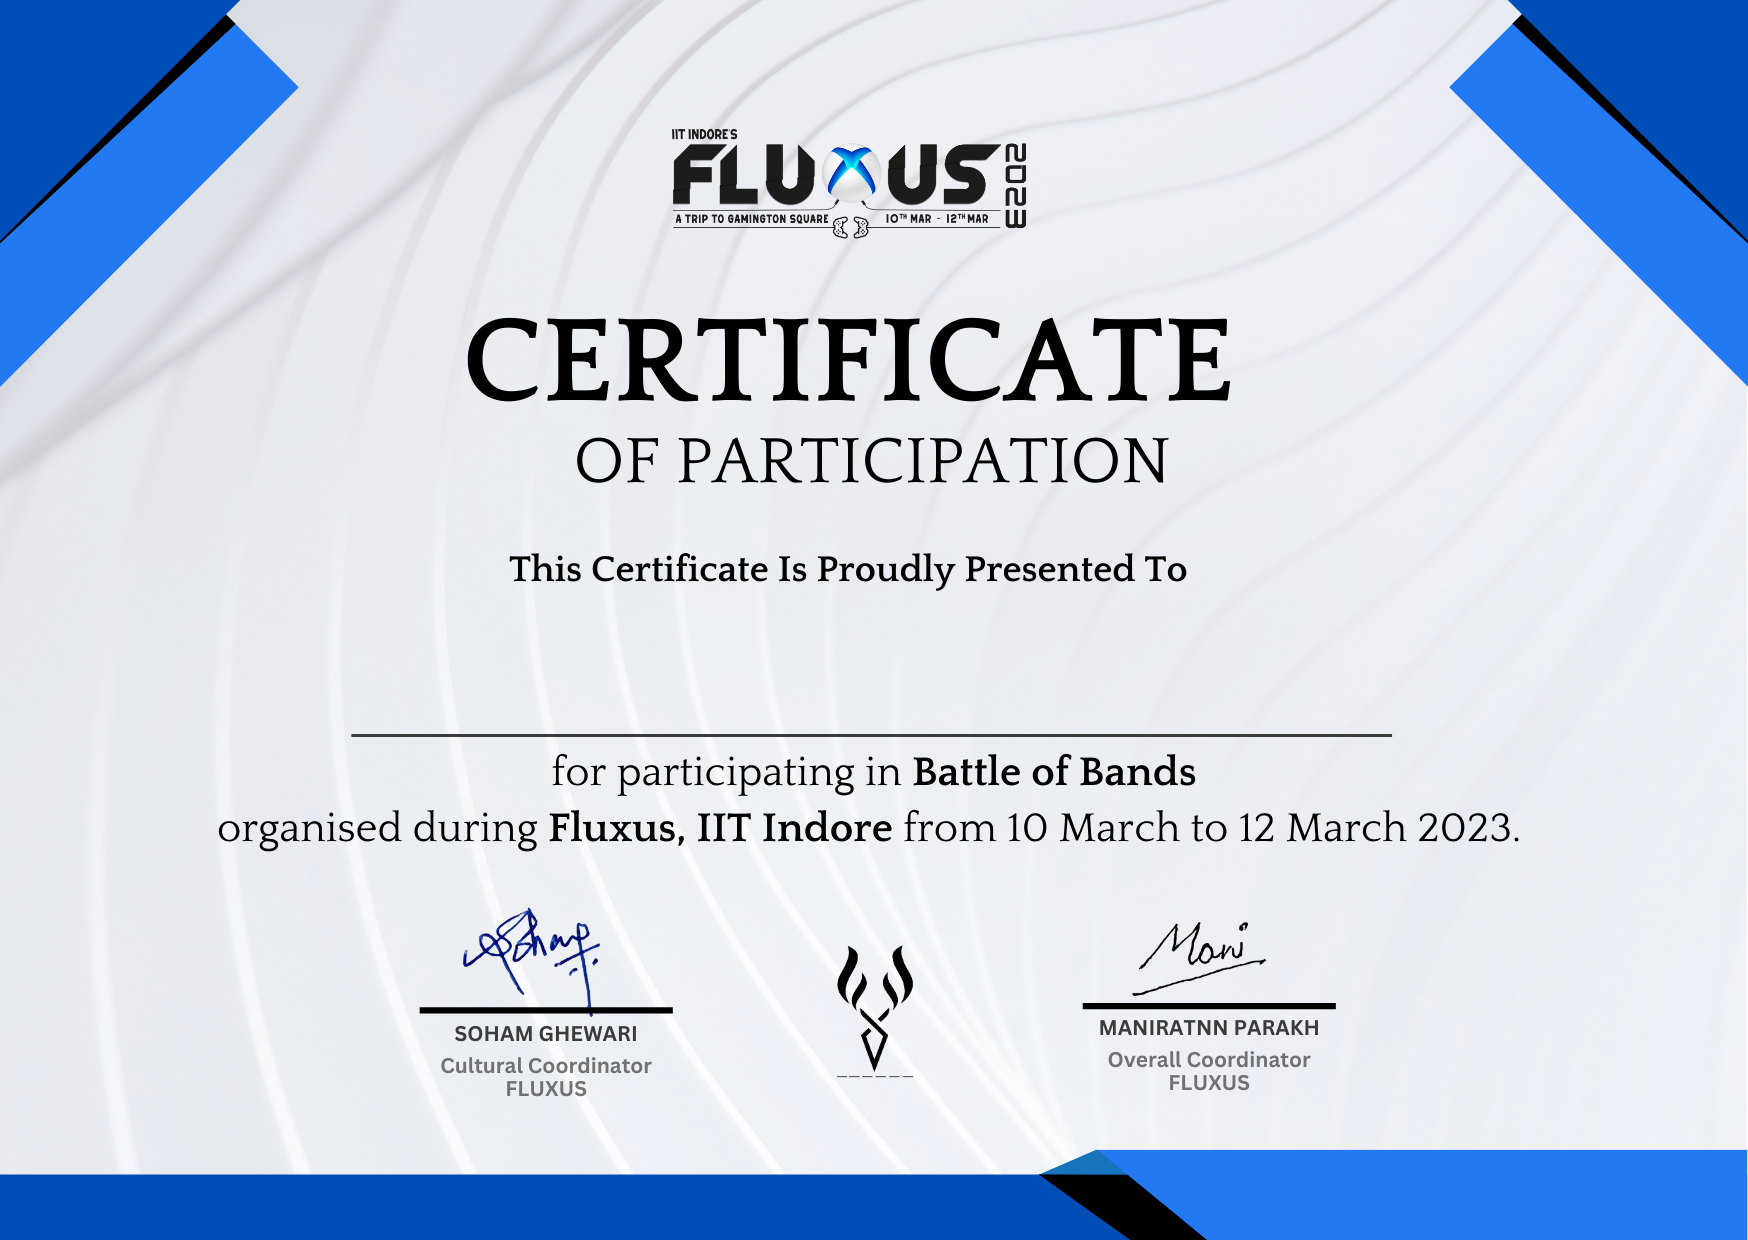 IIT INDORE'S
FLUXUS 2023
A TRIP TO GAMINGTON SQUARE 10TH MAR - 12TH MAR
CERTIFICATE
OF PARTICIPATION
This Certificate Is Proudly Presented To
for participating in Battle of Bands
organised during Fluxus, IIT Indore from 10 March to 12 March 2023.
Soham
SOHAM GHEWARI
Cultural Coordinator
FLUXUS
Mani
MANIRATNN PARAKH
Overall Coordinator
FLUXUS